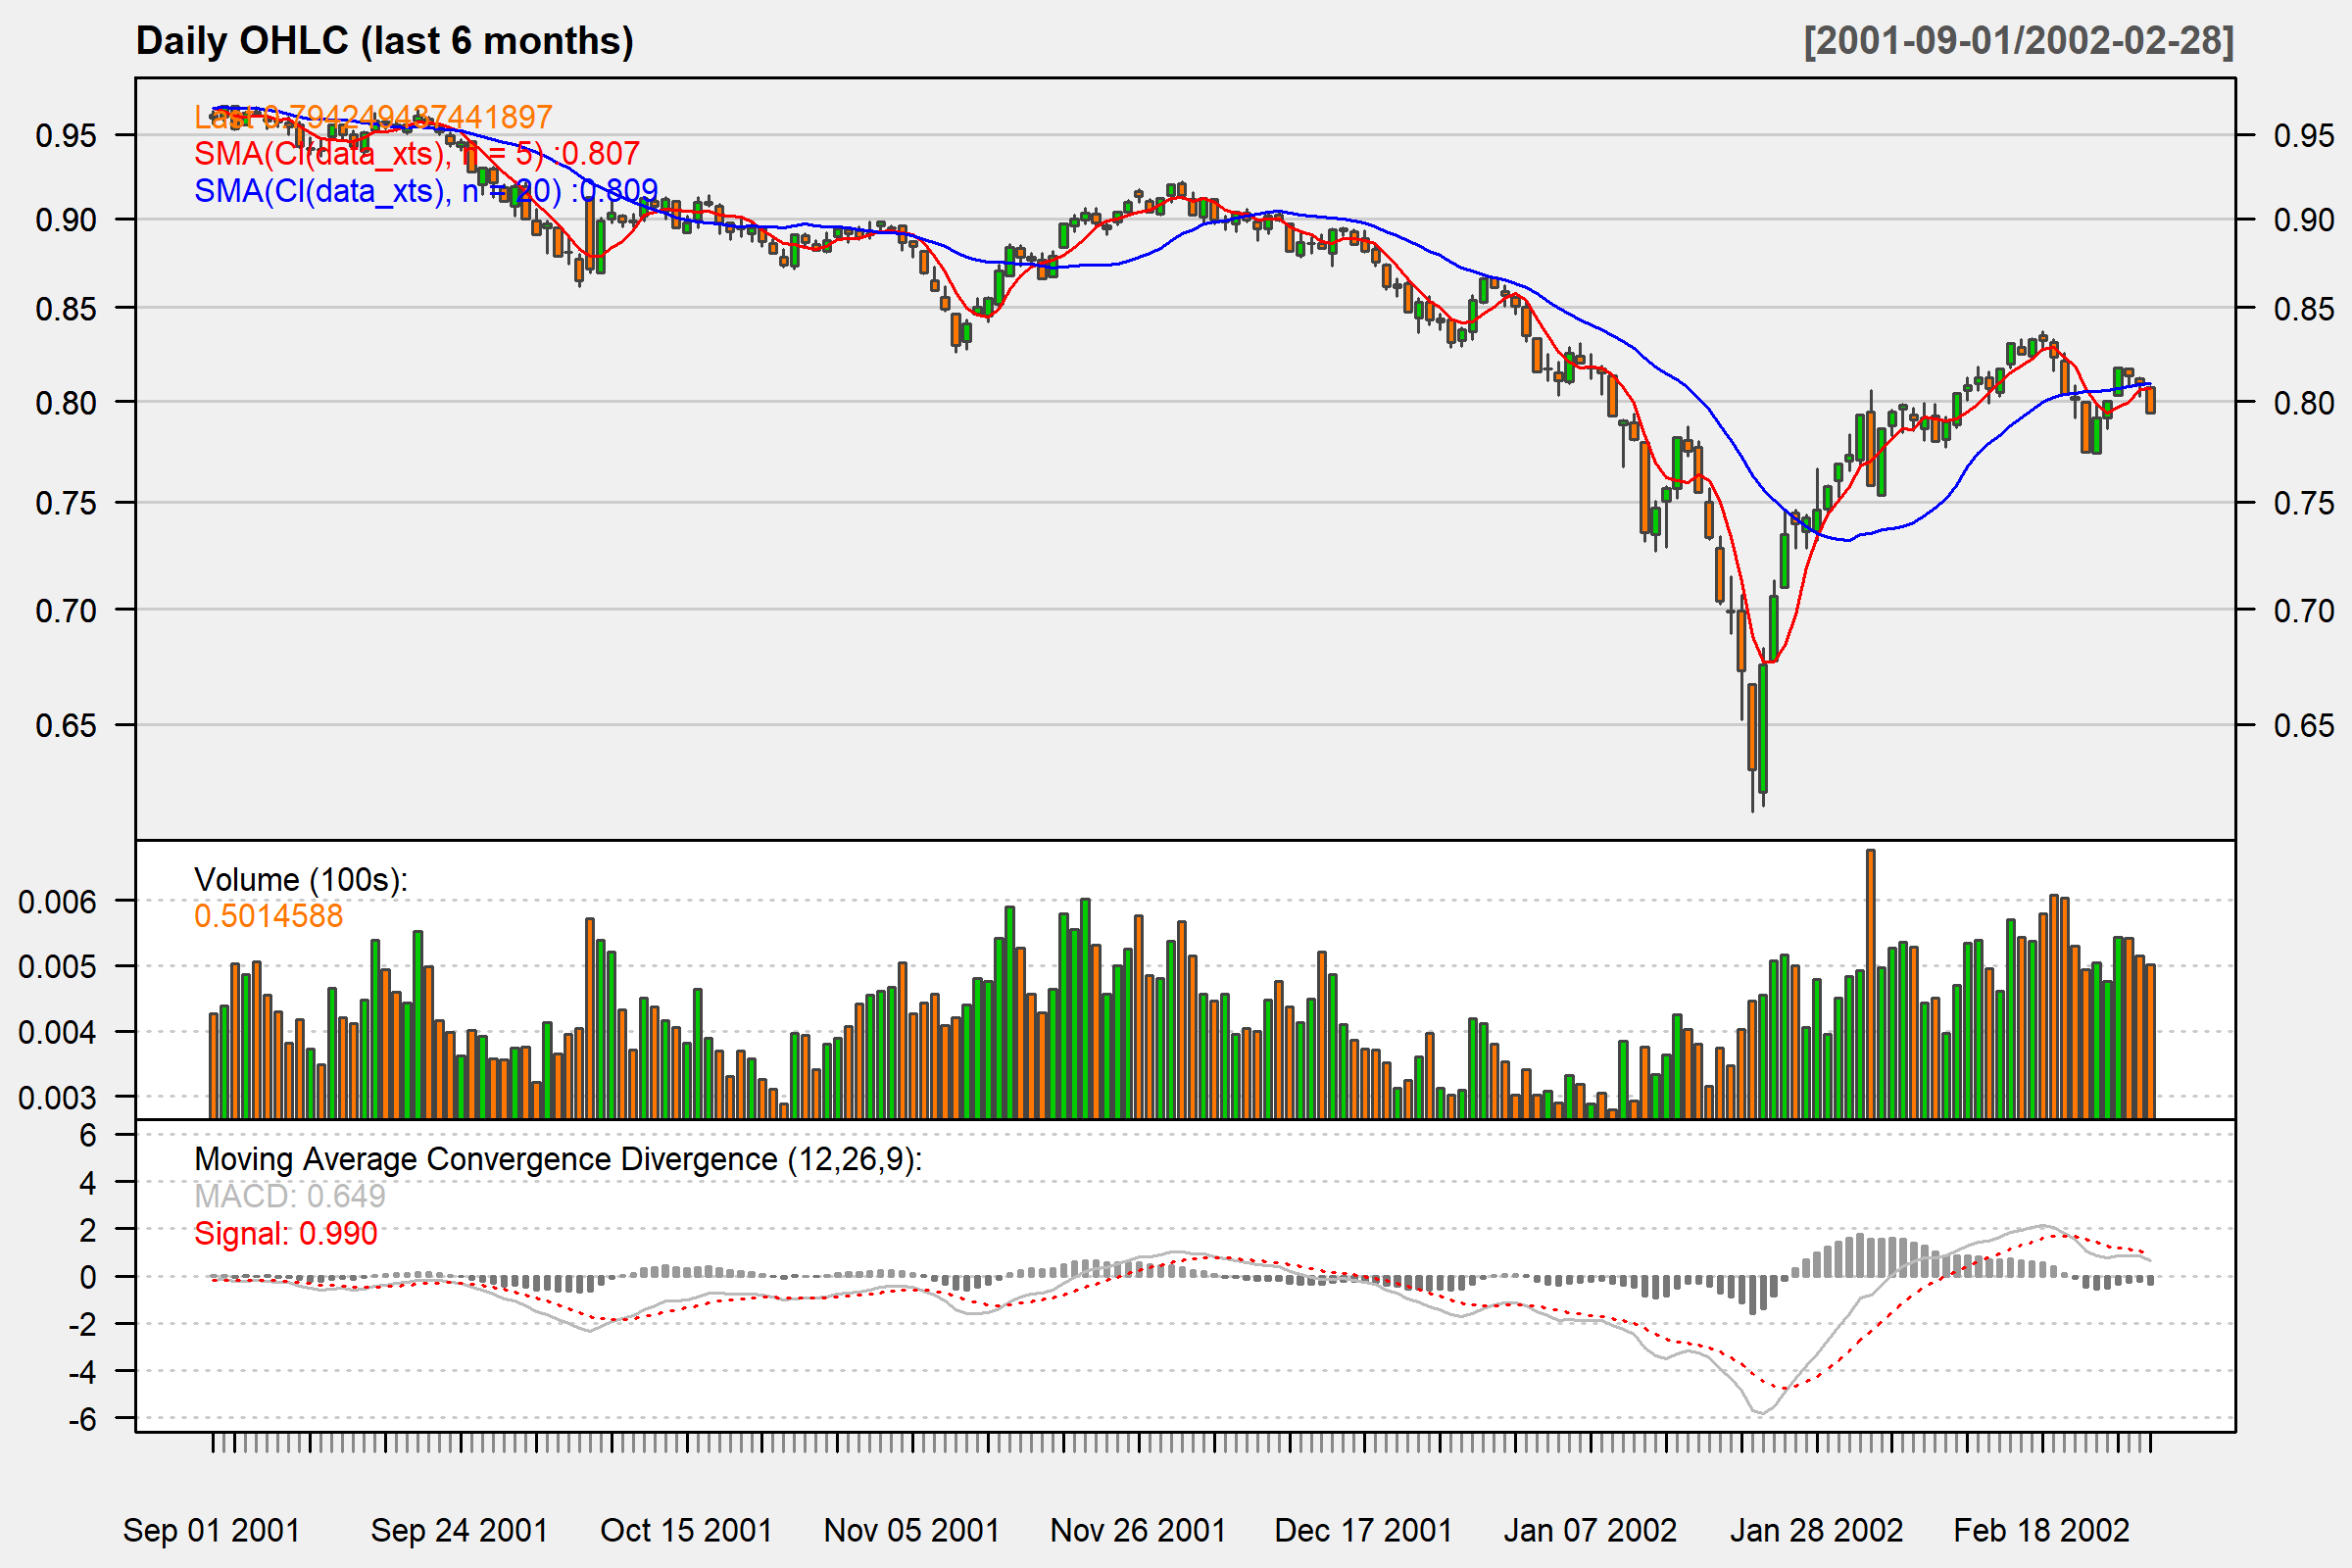 Daily OHLC (last 6 months) [2001-09-01/2002-02-28]
Last 0.794249437441897
SMA(Cl(data_xts), n = 5) :0.807
SMA(Cl(data_xts), n = 20) :0.809
0.95 0.95
0.90 0.90
0.85 0.85
0.80 0.80
0.75 0.75
0.70 0.70
0.65 0.65
Volume (100s):
0.5014588
0.006
0.005
0.004
0.003
Moving Average Convergence Divergence (12,26,9):
MACD: 0.649
Signal: 0.990
6
4
2
0
-2
-4
-6
Sep 01 2001 Sep 24 2001 Oct 15 2001 Nov 05 2001 Nov 26 2001 Dec 17 2001 Jan 07 2002 Jan 28 2002 Feb 18 2002